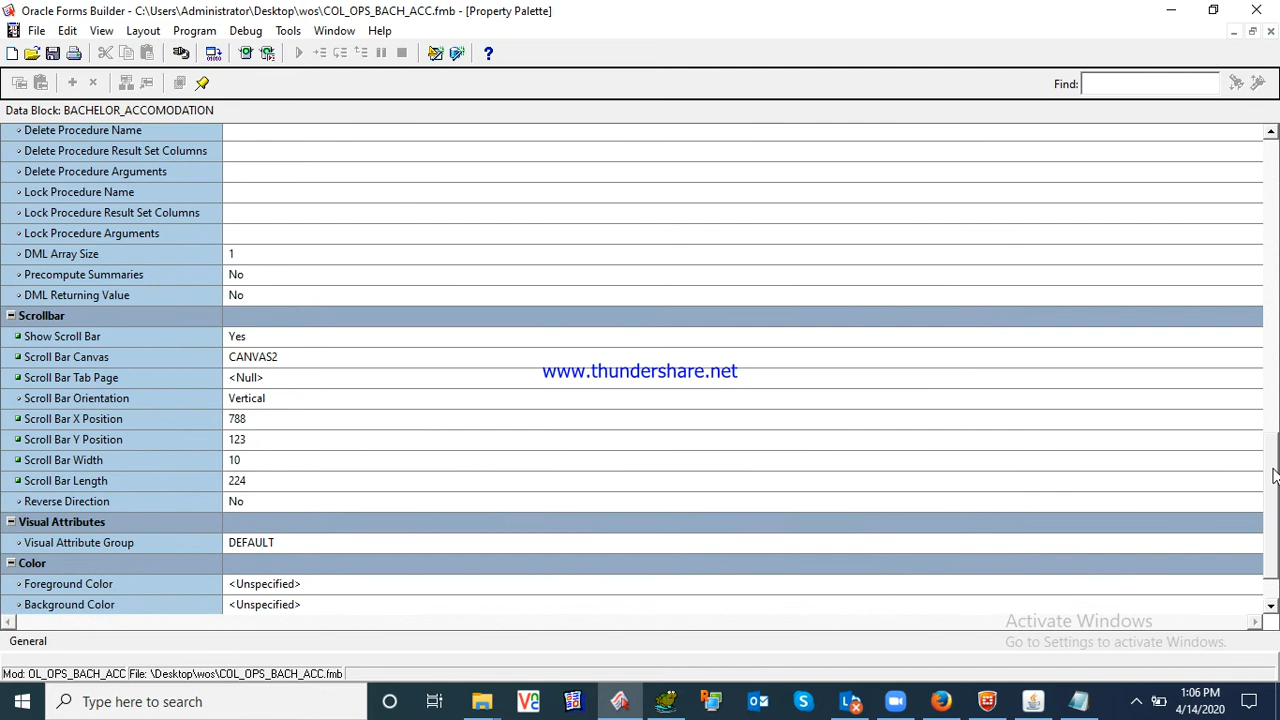 Oracle Forms Builder - C:\Users\Administrator\Desktop\wos\COL_OPS_BACH_ACC.fmb - [Property Palette]
File Edit View Layout Program Debug Tools Window Help
Find:
Data Block: BACHELOR_ACCOMODATION
Delete Procedure Name
Delete Procedure Result Set Columns
Delete Procedure Arguments
Lock Procedure Name
Lock Procedure Result Set Columns
Lock Procedure Arguments
DML Array Size 1
Precompute Summaries No
DML Returning Value No
Scrollbar
Show Scroll Bar Yes
Scroll Bar Canvas CANVAS2
www.thundershare.net
Scroll Bar Tab Page <Null>
Scroll Bar Orientation Vertical
Scroll Bar X Position 788
Scroll Bar Y Position 123
Scroll Bar Width 10
Scroll Bar Length 224
Reverse Direction No
Visual Attributes
Visual Attribute Group DEFAULT
Color
Foreground Color <Unspecified>
Background Color <Unspecified>
Activate Windows
Go to Settings to activate Windows.
General
Mod: OL_OPS_BACH_ACC File: \Desktop\wos\COL_OPS_BACH_ACC.fmb
Type here to search
1:06 PM
4/14/2020